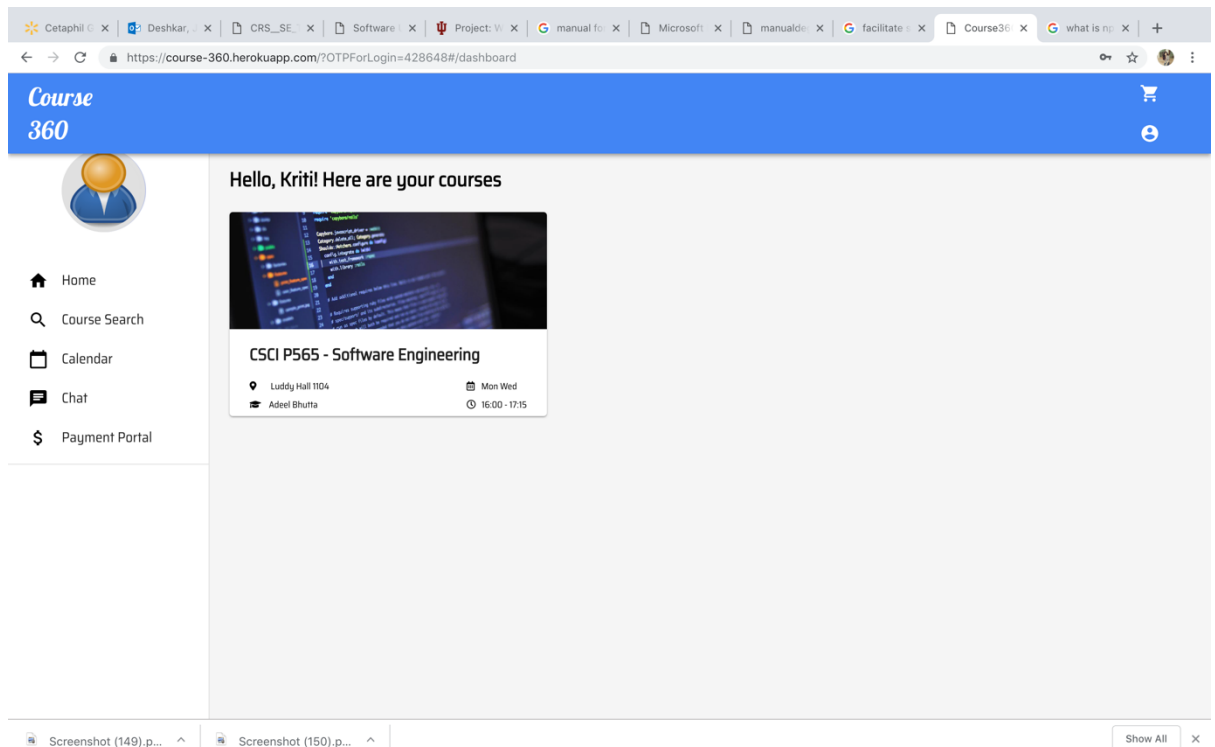 Cetaphil G
Deshkar, J
CRS__SE_T
Software
Project: W
manual fo
Microsoft
manualde
facilitate s
Course36
what is np
https://course-360.herokuapp.com/?OTPForLogin=428648#/dashboard
Course
360
Hello, Kriti! Here are your courses
Home
Course Search
Calendar
Chat
Payment Portal
CSCI P565 - Software Engineering
Luddy Hall 1104
Mon Wed
Adeel Bhutta
16:00 - 17:15
Screenshot (149).p...
Screenshot (150).p...
Show All